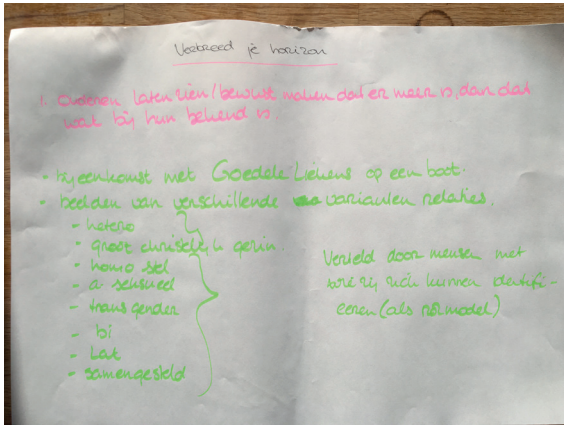 Verbreed je horizon
1. Ouderen laten zien/bewust maken dat er meer is, dan dat
wat bij hun bekend is.
- Bijeenkomst met Goedele Liekens op een boot.
- beelden van verschillende varianten relaties.
- hetero
- groot christelijk gezin.
- homo stel
- a seksueel
- transgender
- bi
- Lat
- samengesteld
Verteld door mensen met
wie zij zich kunnen identifi-
ceren (als rolmodel)